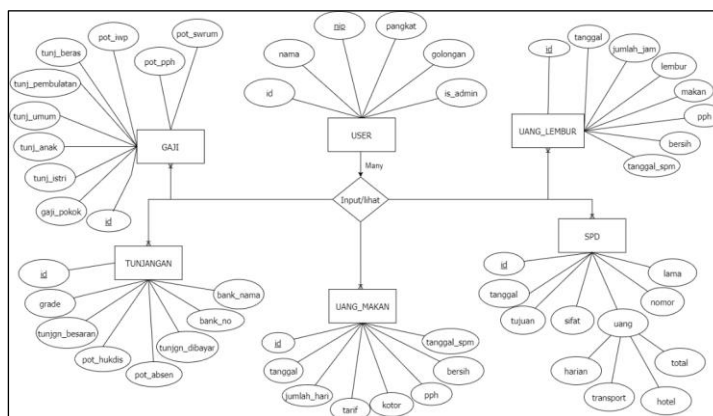 pot_iwp
pot_swrum
tunj_beras
pot_pph
tunj_pembulatan
tunj_umum
tunj_anak
tunj_istri
gaji_pokok
id
GAJI
nip
pangkat
nama
golongan
id
is_admin
USER
Many
Input/lihat
id
tanggal
jumlah_jam
lembur
makan
pph
bersih
tanggal_spm
UANG_LEMBUR
TUNJANGAN
id
grade
tunjgn_besaran
pot_hukdis
pot_absen
tunjgn_dibayar
bank_no
bank_nama
UANG_MAKAN
id
tanggal
jumlah_hari
tarif
kotor
pph
bersih
tanggal_spm
SPD
id
tanggal
tujuan
sifat
uang
nomor
lama
harian
transport
hotel
total